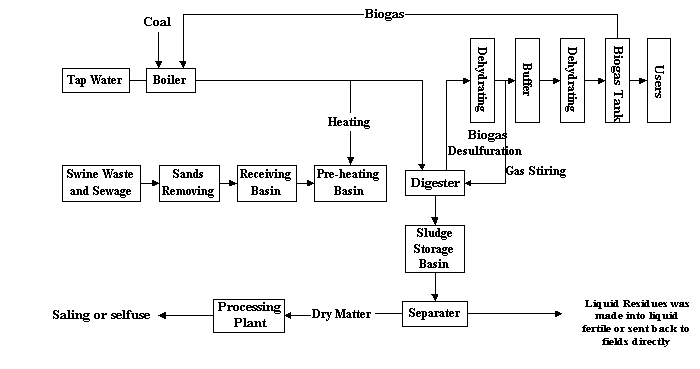 Biogas
Coal
Tap Water
Boiler
Dehydrating
Buffer
Dehydrating
Biogas Tank
Users
Heating
Biogas
Desulfuration
Gas Stiring
Swine Waste
and Sewage
Sands
Removing
Receiving
Basin
Pre-heating
Basin
Digester
Sludge
Storage
Basin
Saling or selfuse
Processing
Plant
Dry Matter
Separater
Liquid Residues was
made into liquid
fertile or sent back to
fields directly